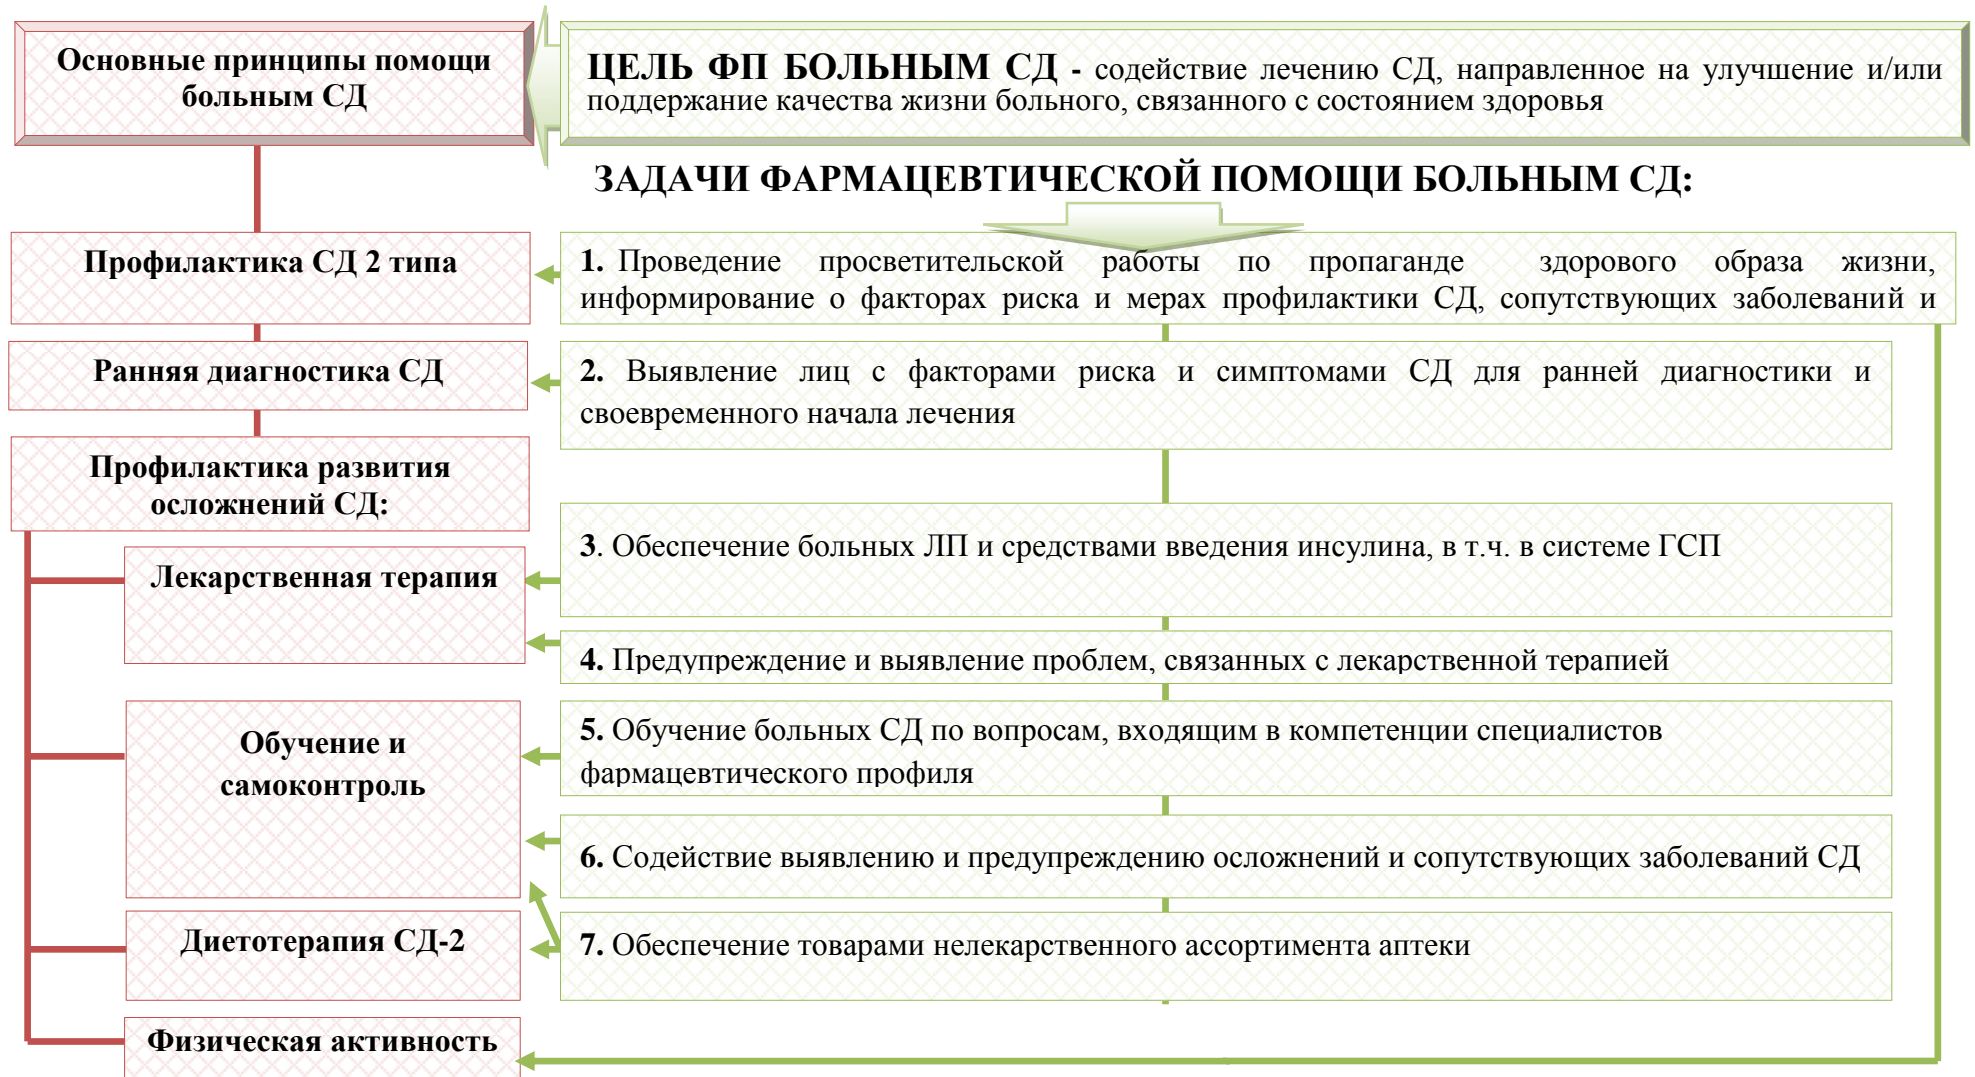 Основные принципы помощи
больным СД
ЦЕЛЬ ФП БОЛЬНЫМ СД - содействие лечению СД, направленное на улучшение и/или
поддержание качества жизни больного, связанного с состоянием здоровья
ЗАДАЧИ ФАРМАЦЕВТИЧЕСКОЙ ПОМОЩИ БОЛЬНЫМ СД:
Профилактика СД 2 типа
1. Проведение просветительской работы по пропаганде здорового образа жизни,
информирование о факторах риска и мерах профилактики СД, сопутствующих заболеваний и
Ранняя диагностика СД
2. Выявление лиц с факторами риска и симптомами СД для ранней диагностики и
своевременного начала лечения
Профилактика развития
осложнений СД:
Лекарственная терапия
3. Обеспечение больных ЛП и средствами введения инсулина, в т.ч. в системе ГСП
4. Предупреждение и выявление проблем, связанных с лекарственной терапией
Обучение и
самоконтроль
5. Обучение больных СД по вопросам, входящим в компетенции специалистов
фармацевтического профиля
6. Содействие выявлению и предупреждению осложнений и сопутствующих заболеваний СД
Диетотерапия СД-2
7. Обеспечение товарами нелекарственного ассортимента аптеки
Физическая активность